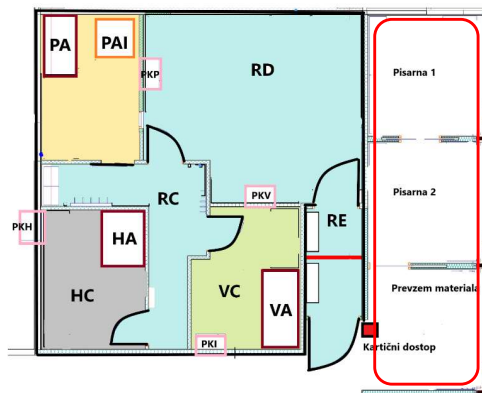 PA
PAI
PKP
RD
Pisarna 1
RC
PKV
Pisarna 2
PKH
HA
RE
HC
VC
VA
Prevzem materiala
PKI
Kartični dostop